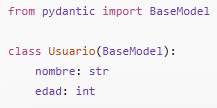 from pydantic import BaseModel

class Usuario(BaseModel):
    nombre: str
    edad: int